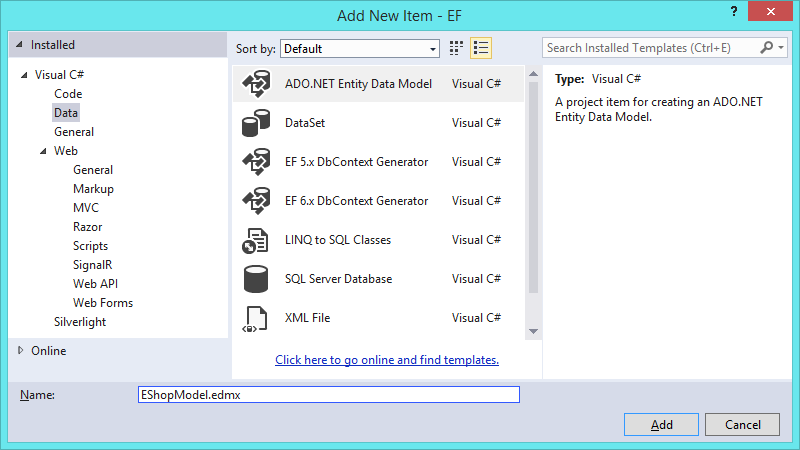 Add New Item - EF
?
Installed
Visual C#
Code
Data
General
Web
General
Markup
MVC
Razor
Scripts
SignalR
Web API
Web Forms
Silverlight
Online
Sort by: Default
ADO.NET Entity Data Model Visual C#
DataSet Visual C#
EF 5.x DbContext Generator Visual C#
EF 6.x DbContext Generator Visual C#
LINQ to SQL Classes Visual C#
SQL Server Database Visual C#
XML File Visual C#
Click here to go online and find templates.
Search Installed Templates (Ctrl+E)
Type: Visual C#
A project item for creating an ADO.NET
Entity Data Model.
Name: EShopModel.edmx
Add Cancel